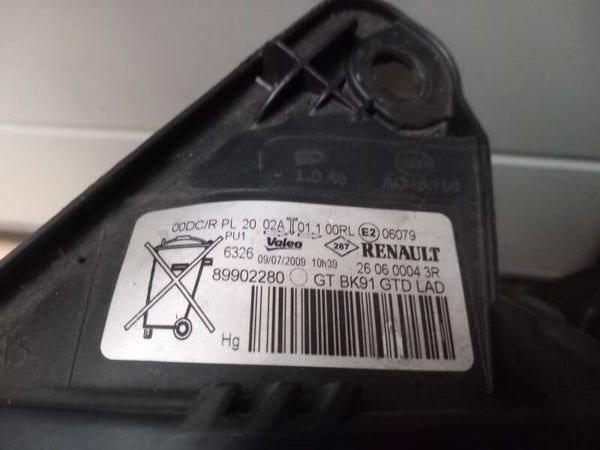 - 1.0 %
00DC/R PL 20 02A 01 1 00RL E2 06079
PU1 Valeo 287 RENAULT
6326 09/07/2009 10h39 26 06 0004 3R
89902280 GT BK91 GTD LAD
Hg